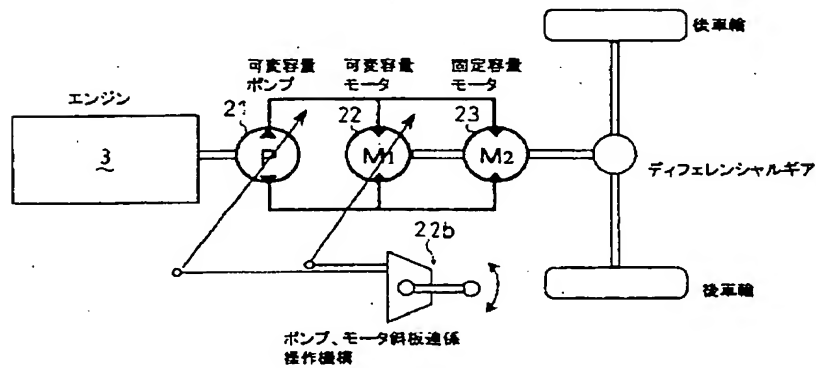 後車輪
可変容量
ポンプ
可変容量
モータ
固定容量
モータ
エンジン
21
22
23
3
P
M1
M2
ディフェレンシャルギア
22b
後車輪
ポンプ、モータ斜板連係
操作機構